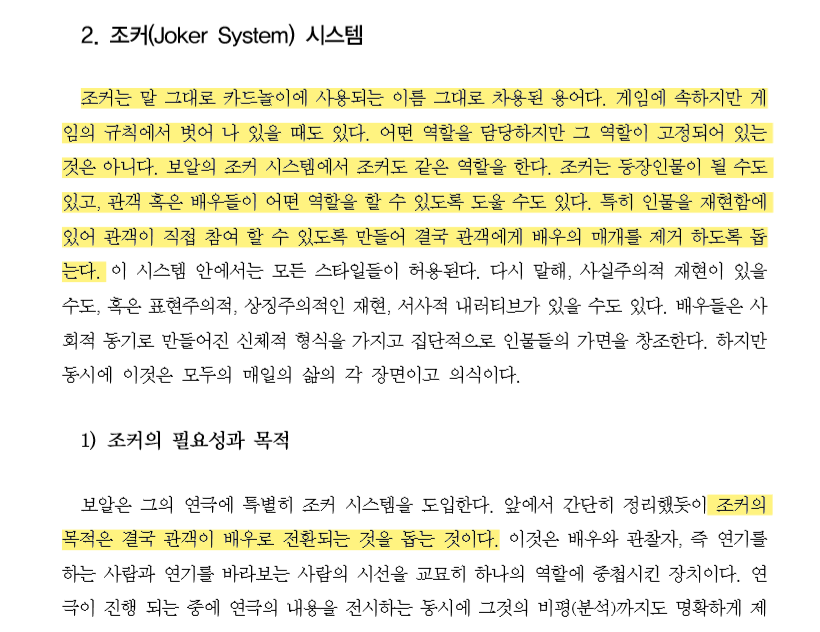 2. 조커(Joker System) 시스템
조커는 말 그대로 카드놀이에 사용되는 이름 그대로 차용된 용어다. 게임에 속하지만 게
임의 규칙에서 벗어 나 있을 때도 있다. 어떤 역할을 담당하지만 그 역할이 고정되어 있는
것은 아니다. 보알의 조커 시스템에서 조커도 같은 역할을 한다. 조커는 등장인물이 될 수도
있고, 관객 혹은 배우들이 어떤 역할을 할 수 있도록 도울 수도 있다. 특히 인물을 재현함에
있어 관객이 직접 참여 할 수 있도록 만들어 결국 관객에게 배우의 매개를 제거 하도록 돕
는다. 이 시스템 안에서는 모든 스타일들이 허용된다. 다시 말해, 사실주의적 재현이 있을
수도, 혹은 표현주의적, 상징주의적인 재현, 서사적 내러티브가 있을 수도 있다. 배우들은 사
회적 동기로 만들어진 신체적 형식을 가지고 집단적으로 인물들의 가면을 창조한다. 하지만
동시에 이것은 모두의 매일의 삶의 각 장면이고 의식이다.
1) 조커의 필요성과 목적
보알은 그의 연극에 특별히 조커 시스템을 도입한다. 앞에서 간단히 정리했듯이 조커의
목적은 결국 관객이 배우로 전환되는 것을 돕는 것이다. 이것은 배우와 관찰자, 즉 연기를
하는 사람과 연기를 바라보는 사람의 시선을 교묘히 하나의 역할에 중첩시킨 장치이다. 연
극이 진행 되는 중에 연극의 내용을 전시하는 동시에 그것의 비평(분석)까지도 명확하게 제